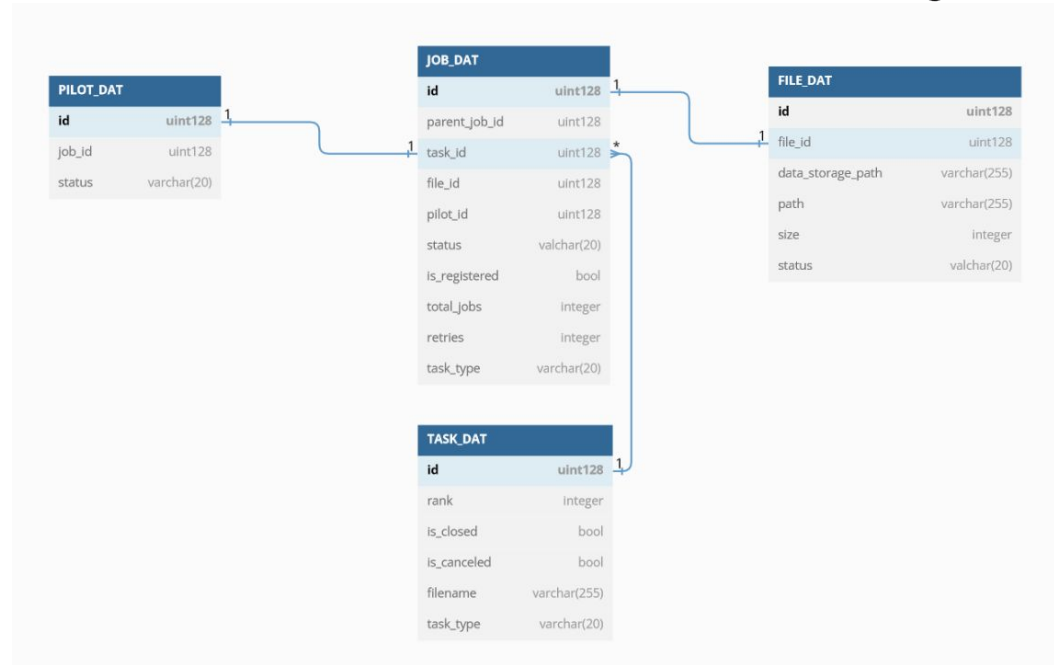 PILOT_DAT
id uint128
job_id uint128
status varchar(20)
1
1
JOB_DAT
id uint128
parent_job_id uint128
task_id uint128
file_id uint128
pilot_id uint128
status valchar(20)
is_registered bool
total_jobs integer
retries integer
task_type varchar(20)
1
*
1
FILE_DAT
id uint128
file_id uint128
data_storage_path varchar(255)
path varchar(255)
size integer
status valchar(20)
TASK_DAT
id uint128
rank integer
is_closed bool
is_canceled bool
filename varchar(255)
task_type varchar(20)
1